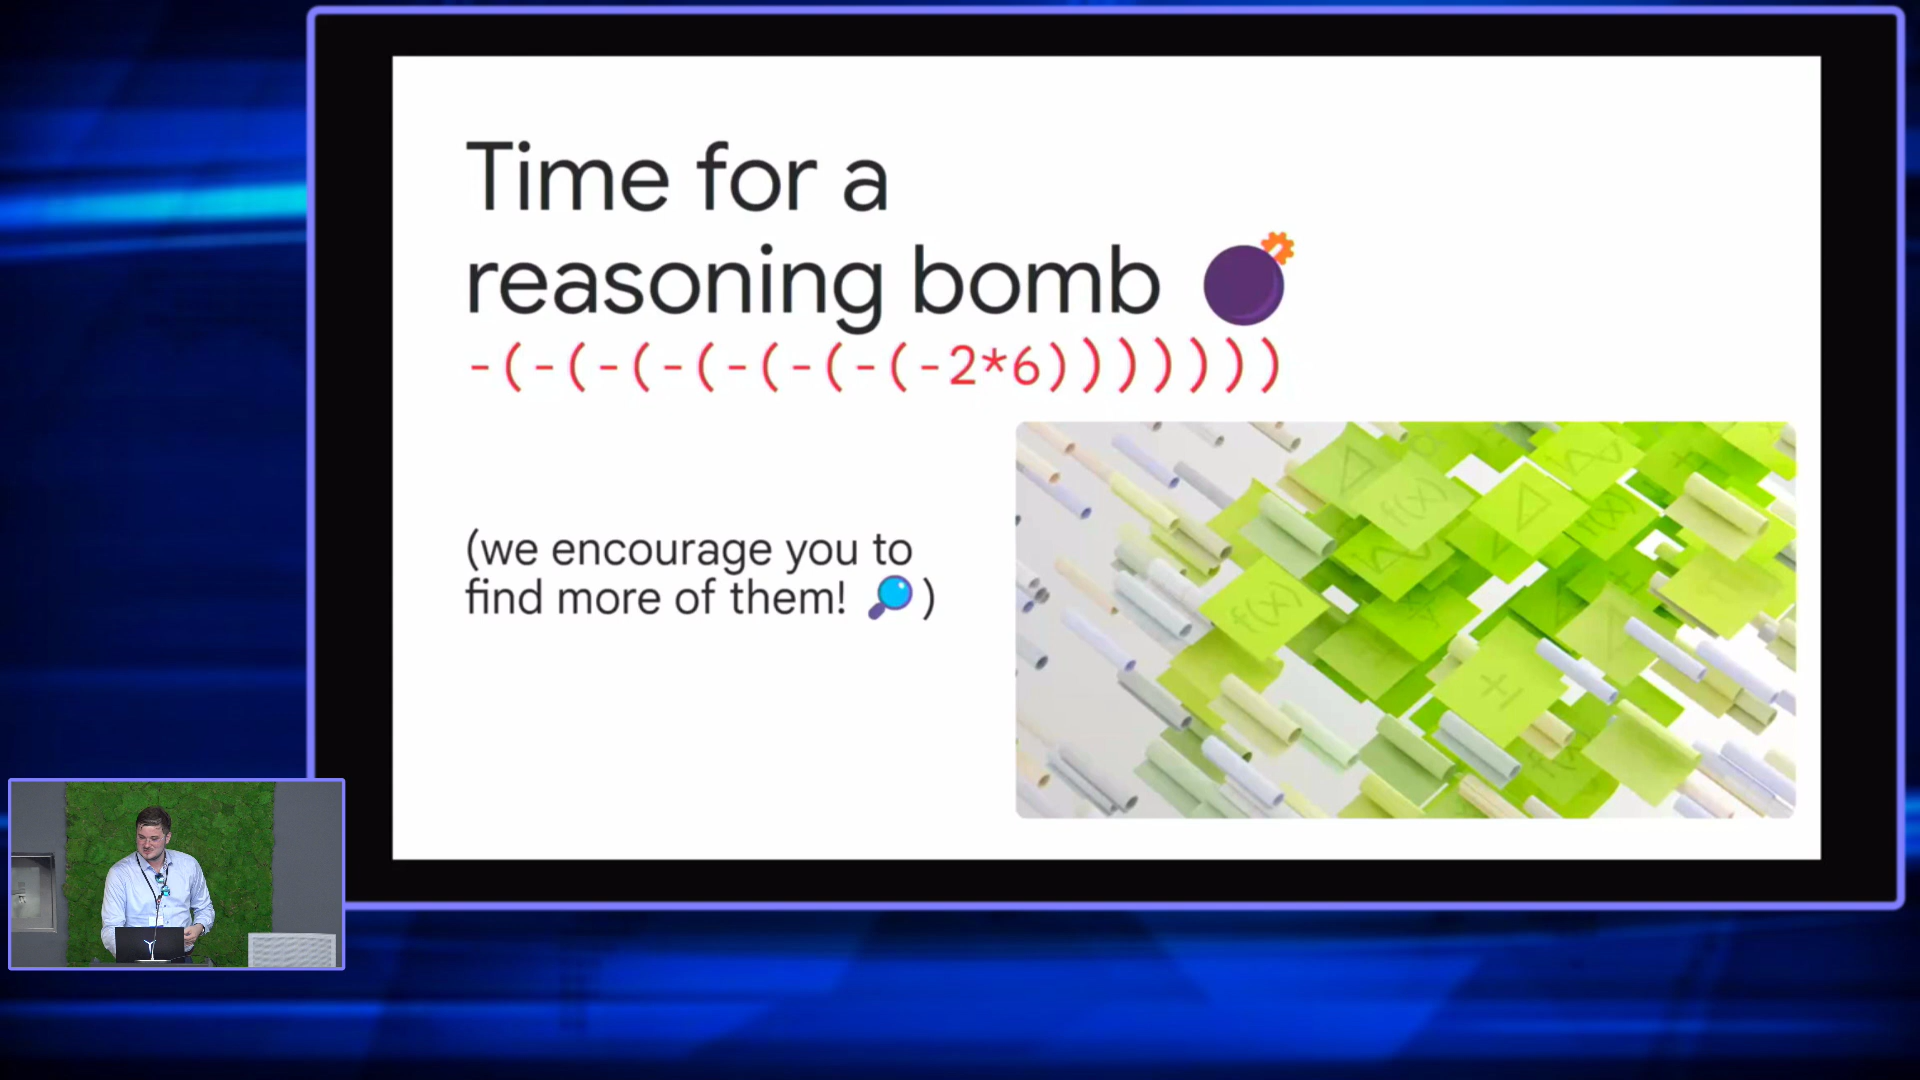 Time for a
reasoning bomb 💣
-(-(-(-(-(-(-(-2*6)))))))
(we encourage you to
find more of them! 🔎)
f(x)
f(x)
f(x)
±